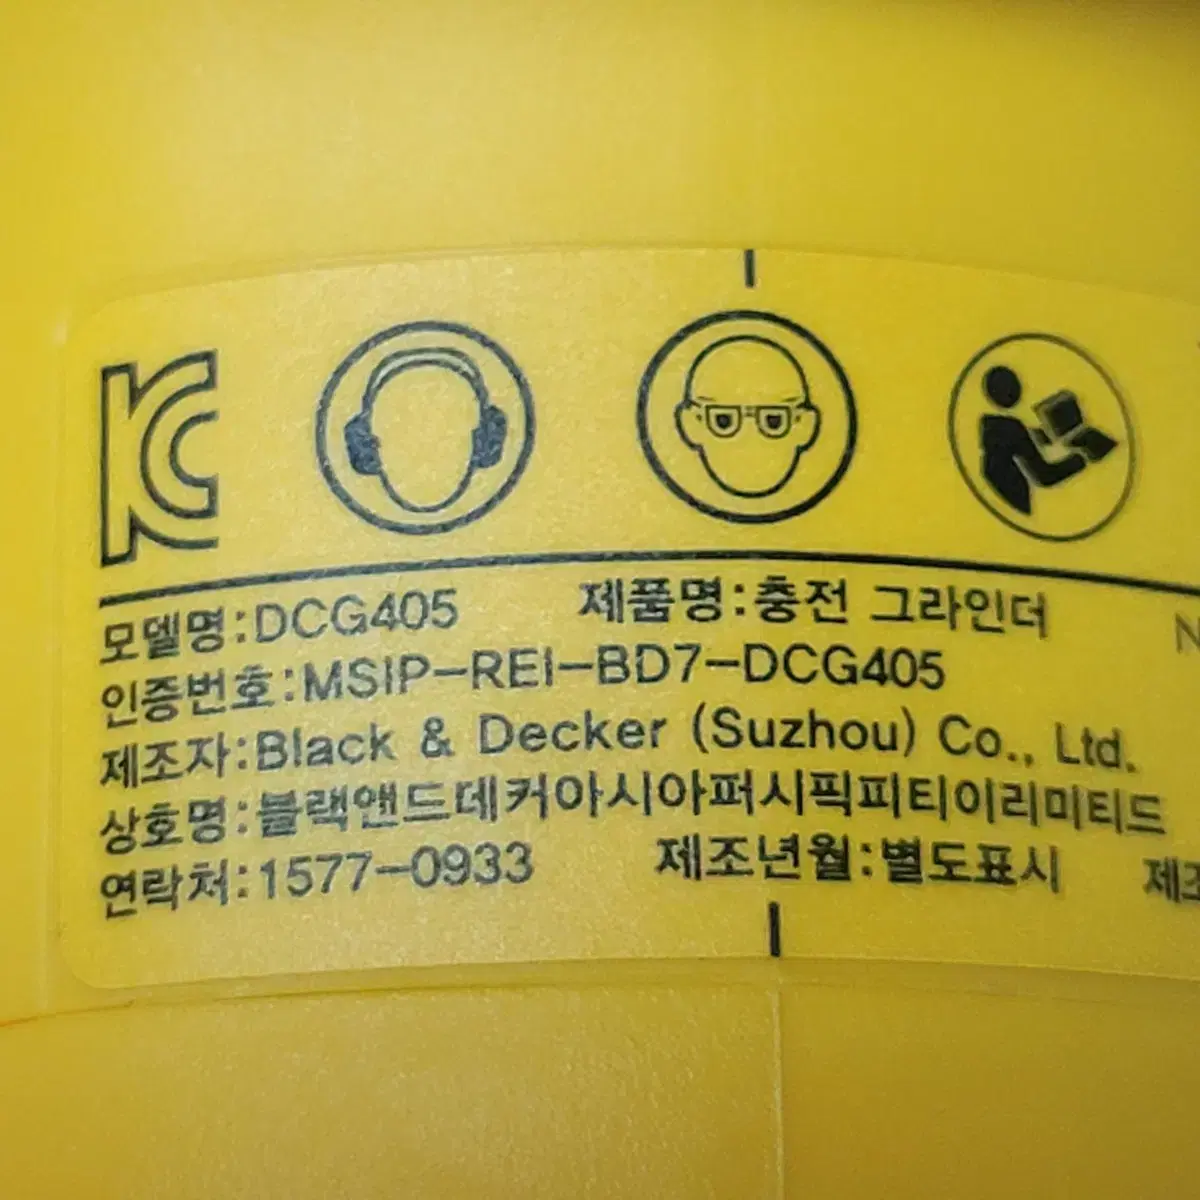 KC
모델명:DCG405 제품명:충전 그라인더
인증번호:MSIP-REI-BD7-DCG405
제조자:Black & Decker (Suzhou) Co., Ltd.
상호명:블랙앤드데커아시아퍼시픽피티이리미티드
연락처:1577-0933 제조년월:별도표시 제조